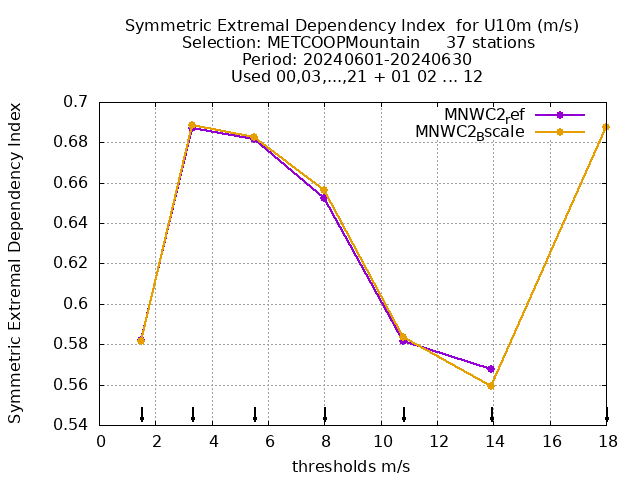 Symmetric Extremal Dependency Index  for U10m (m/s)
Selection: METCOOPMountain     37 stations
Period: 20240601-20240630
Used 00,03,...,21 + 01 02 ... 12
Symmetric Extremal Dependency Index
0.7
0.68
0.66
0.64
0.62
0.6
0.58
0.56
0.54
MNWC2ref
MNWC2Bscale
0 2 4 6 8 10 12 14 16 18
thresholds m/s